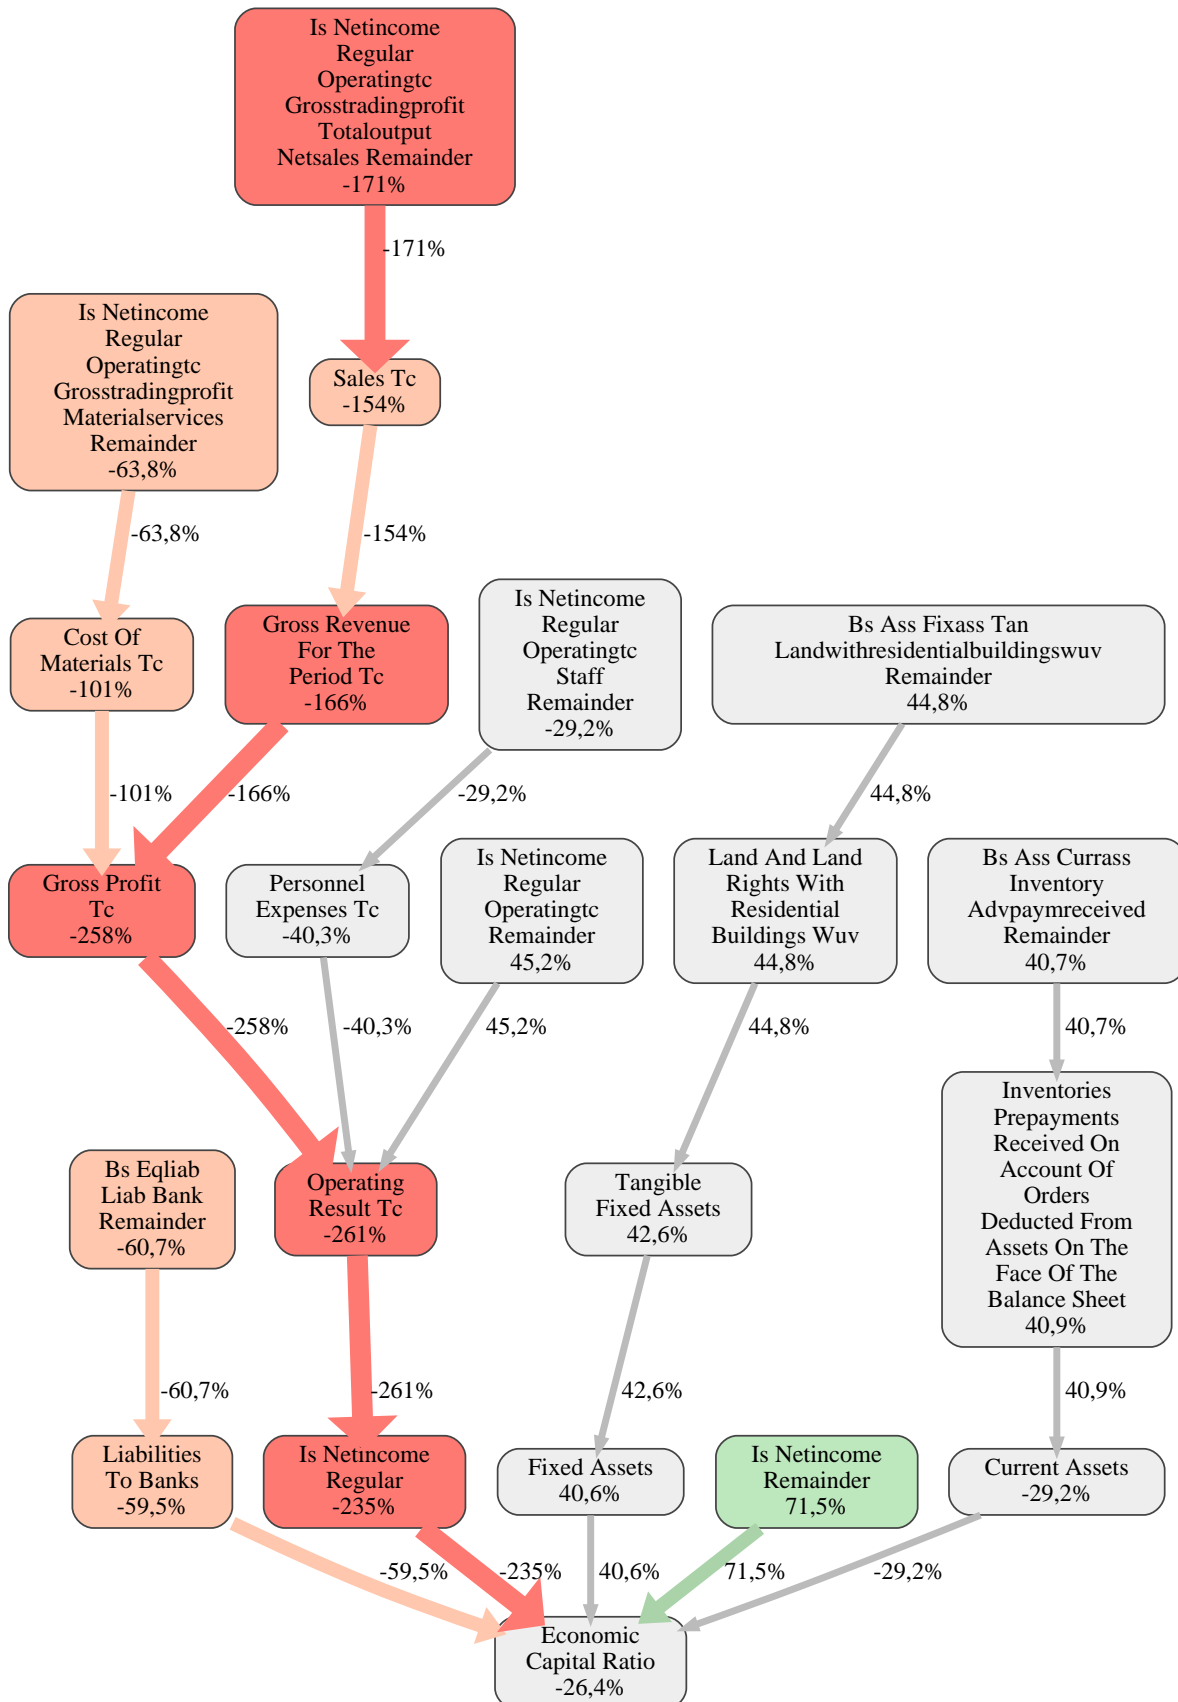 Is Netincome
Regular
Operatingtc
Grosstradingprofit
Totaloutput
Netsales Remainder
-171%
-171%
Is Netincome
Regular
Operatingtc
Grosstradingprofit
Materialservices
Remainder
-63,8%
Sales Tc
-154%
-63,8%
-154%
Cost Of
Materials Tc
-101%
Gross Revenue
For The
Period Tc
-166%
Is Netincome
Regular
Operatingtc
Staff
Remainder
-29,2%
Bs Ass Fixass Tan
Landwithresidentialbuildingswuv
Remainder
44,8%
-101%
-166%
-29,2%
44,8%
Gross Profit
Tc
-258%
Personnel
Expenses Tc
-40,3%
Is Netincome
Regular
Operatingtc
Remainder
45,2%
Land And Land
Rights With
Residential
Buildings Wuv
44,8%
Bs Ass Currass
Inventory
Advpaymreceived
Remainder
40,7%
-258%
-40,3%
45,2%
44,8%
40,7%
Bs Eqliab
Liab Bank
Remainder
-60,7%
Operating
Result Tc
-261%
Tangible
Fixed Assets
42,6%
Inventories
Prepayments
Received On
Account Of
Orders
Deducted From
Assets On The
Face Of The
Balance Sheet
40,9%
-60,7%
-261%
42,6%
40,9%
Liabilities
To Banks
-59,5%
Is Netincome
Regular
-235%
Fixed Assets
40,6%
Is Netincome
Remainder
71,5%
Current Assets
-29,2%
-59,5%
-235%
40,6%
71,5%
-29,2%
Economic
Capital Ratio
-26,4%